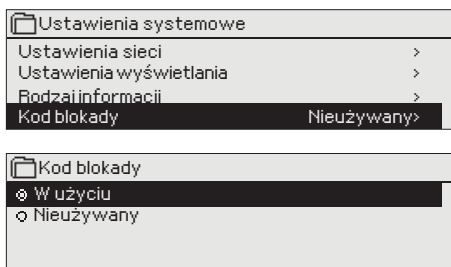 Ustawienia systemowe
Ustawienia sieci >
Ustawienia wyświetlania >
Rodzaj informacji >
Kod blokady Nieużywany>
Kod blokady
W użyciu
Nieużywany